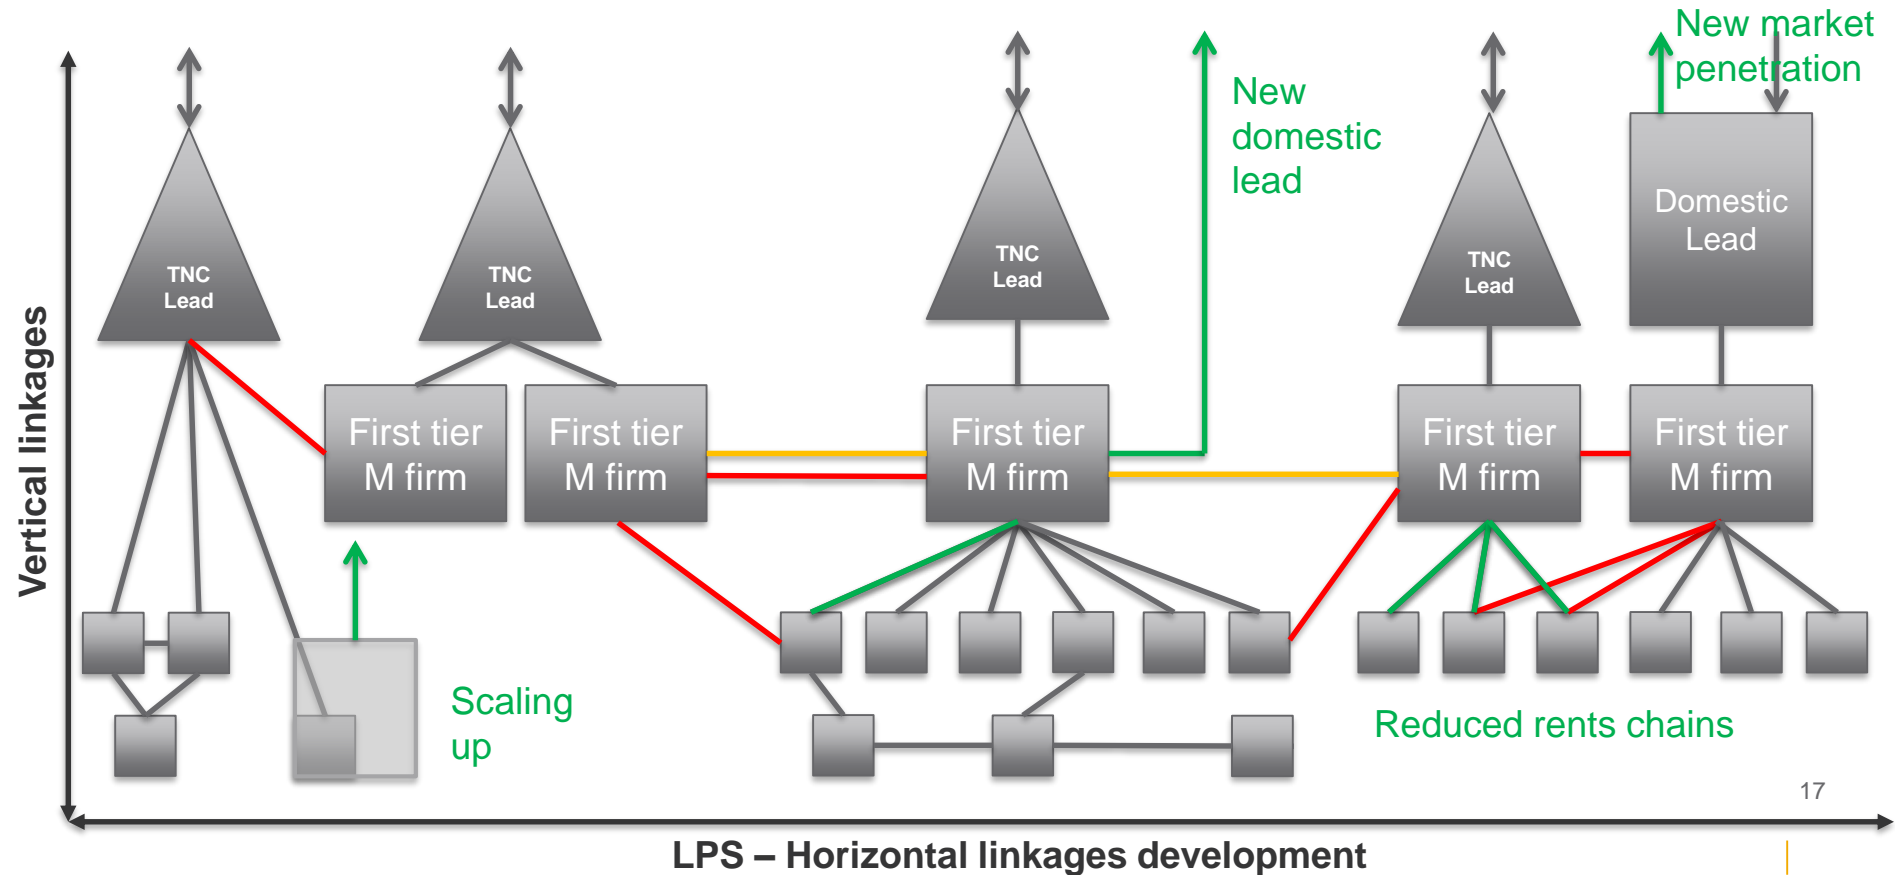 New market
penetration
New
domestic
lead
Domestic
Lead
TNC
Lead
TNC
Lead
TNC
Lead
TNC
Lead
Vertical linkages
First tier
M firm
First tier
M firm
First tier
M firm
First tier
M firm
First tier
M firm
Scaling
up
Reduced rents chains
17
LPS – Horizontal linkages development